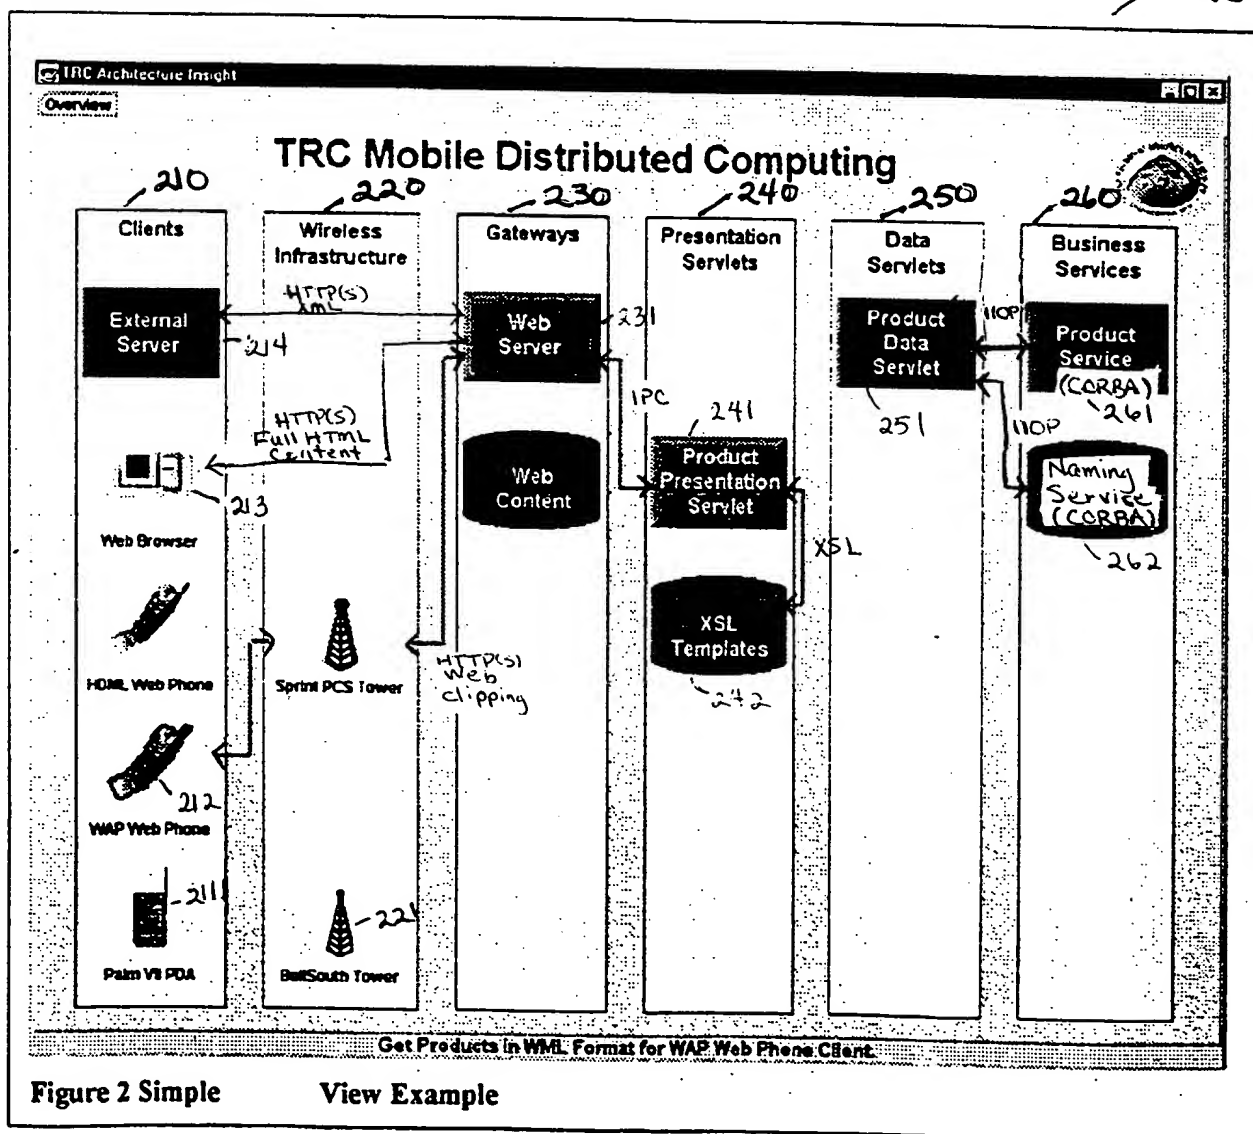 TRC Architecture Insight
Overview
TRC Mobile Distributed Computing
210
220
230
240
250
260
Clients
Wireless
Infrastructure
Gateways
Presentation
Servlets
Data
Servlets
Business
Services
External
Server
214
HTTP(S)
XML
Web
Server
231
Product
Data
Servlet
251
IIOP
Product
Service
(CORBA)
261
IPC
241
HTTP(S)
Full HTML
Content
213
Web Browser
Web
Content
Product
Presentation
Servlet
XSL
IIOP
Naming
Service
(CORBA)
262
XSL
Templates
242
HDML Web Phone
Sprint PCS Tower
HTTP(S)
Web
Clipping
212
WAP Web Phone
211
Palm VII PDA
221
BellSouth Tower
Get Products in WML Format for WAP Web Phone Client.
Figure 2 Simple View Example